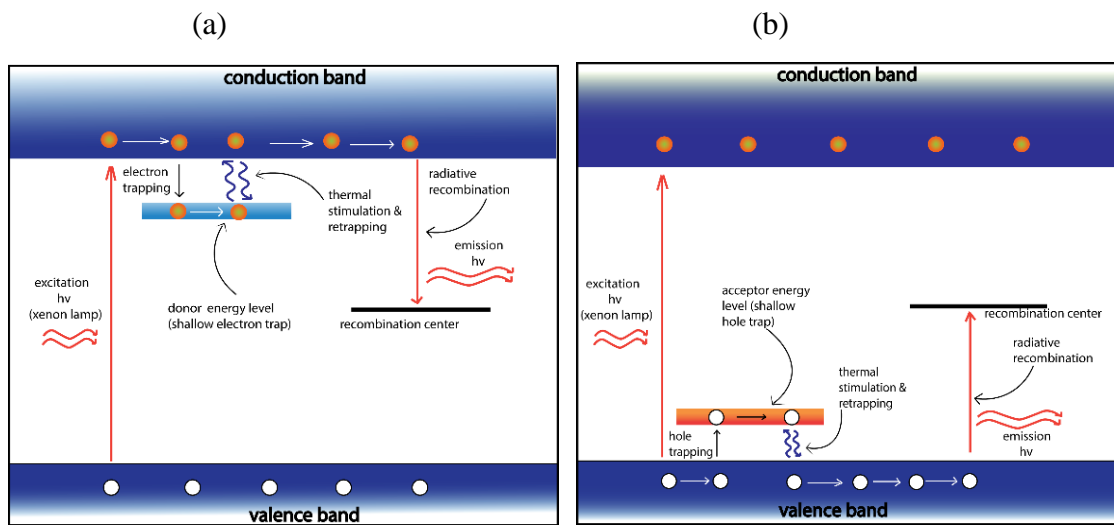 (a)
conduction band
electron
trapping
thermal
stimulation &
retrapping
radiative
recombination
emission
hv
excitation
hv
(xenon lamp)
donor energy level
(shallow electron trap)
recombination center
valence band
(b)
conduction band
excitation
hv
(xenon lamp)
acceptor energy
level (shallow
hole trap)
recombination center
radiative
recombination
thermal
stimulation &
retrapping
hole
trapping
emission
hv
valence band